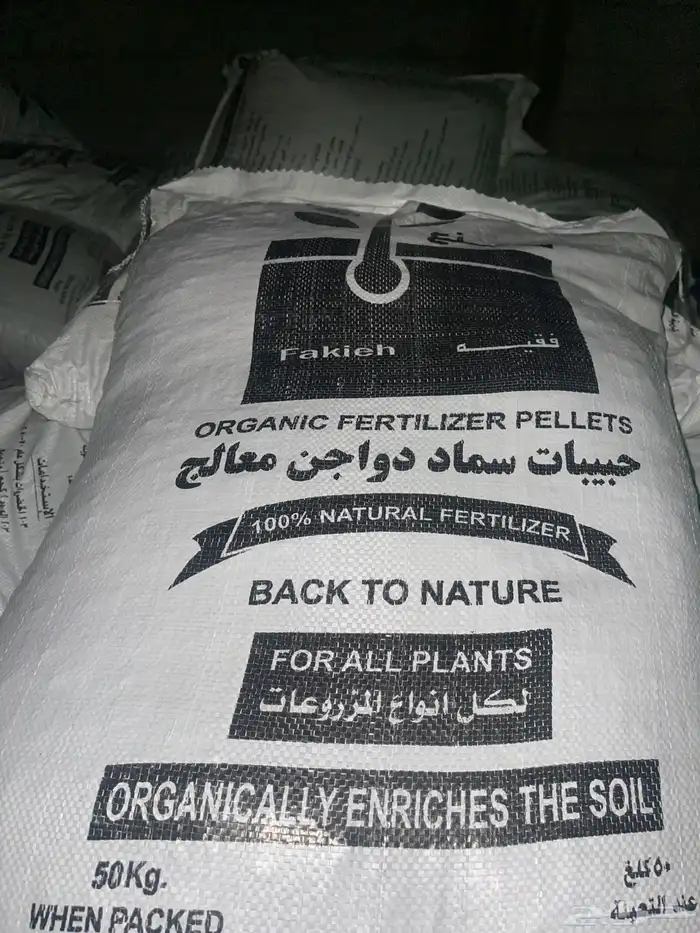 Fakieh فقيه
ORGANIC FERTILIZER PELLETS
حبيبات سماد دواجن معالج
100% NATURAL FERTILIZER
BACK TO NATURE
FOR ALL PLANTS
لكل انواع المزروعات
ORGANICALLY ENRICHES THE SOIL
50Kg.
WHEN PACKED
٥٠ كلغ
عند التعبئة